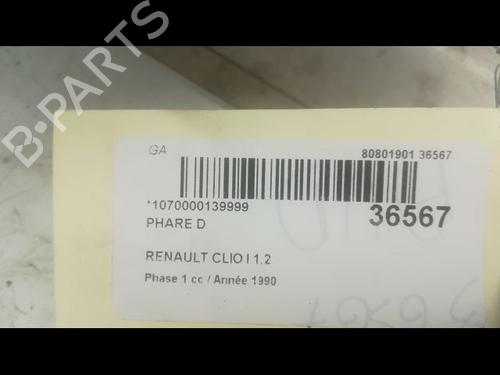 B-PARTS
GA
80801901 36567
*1070000139999
36567
PHARE D
RENAULT CLIO I 1.2
Phase 1 cc / Année 1990